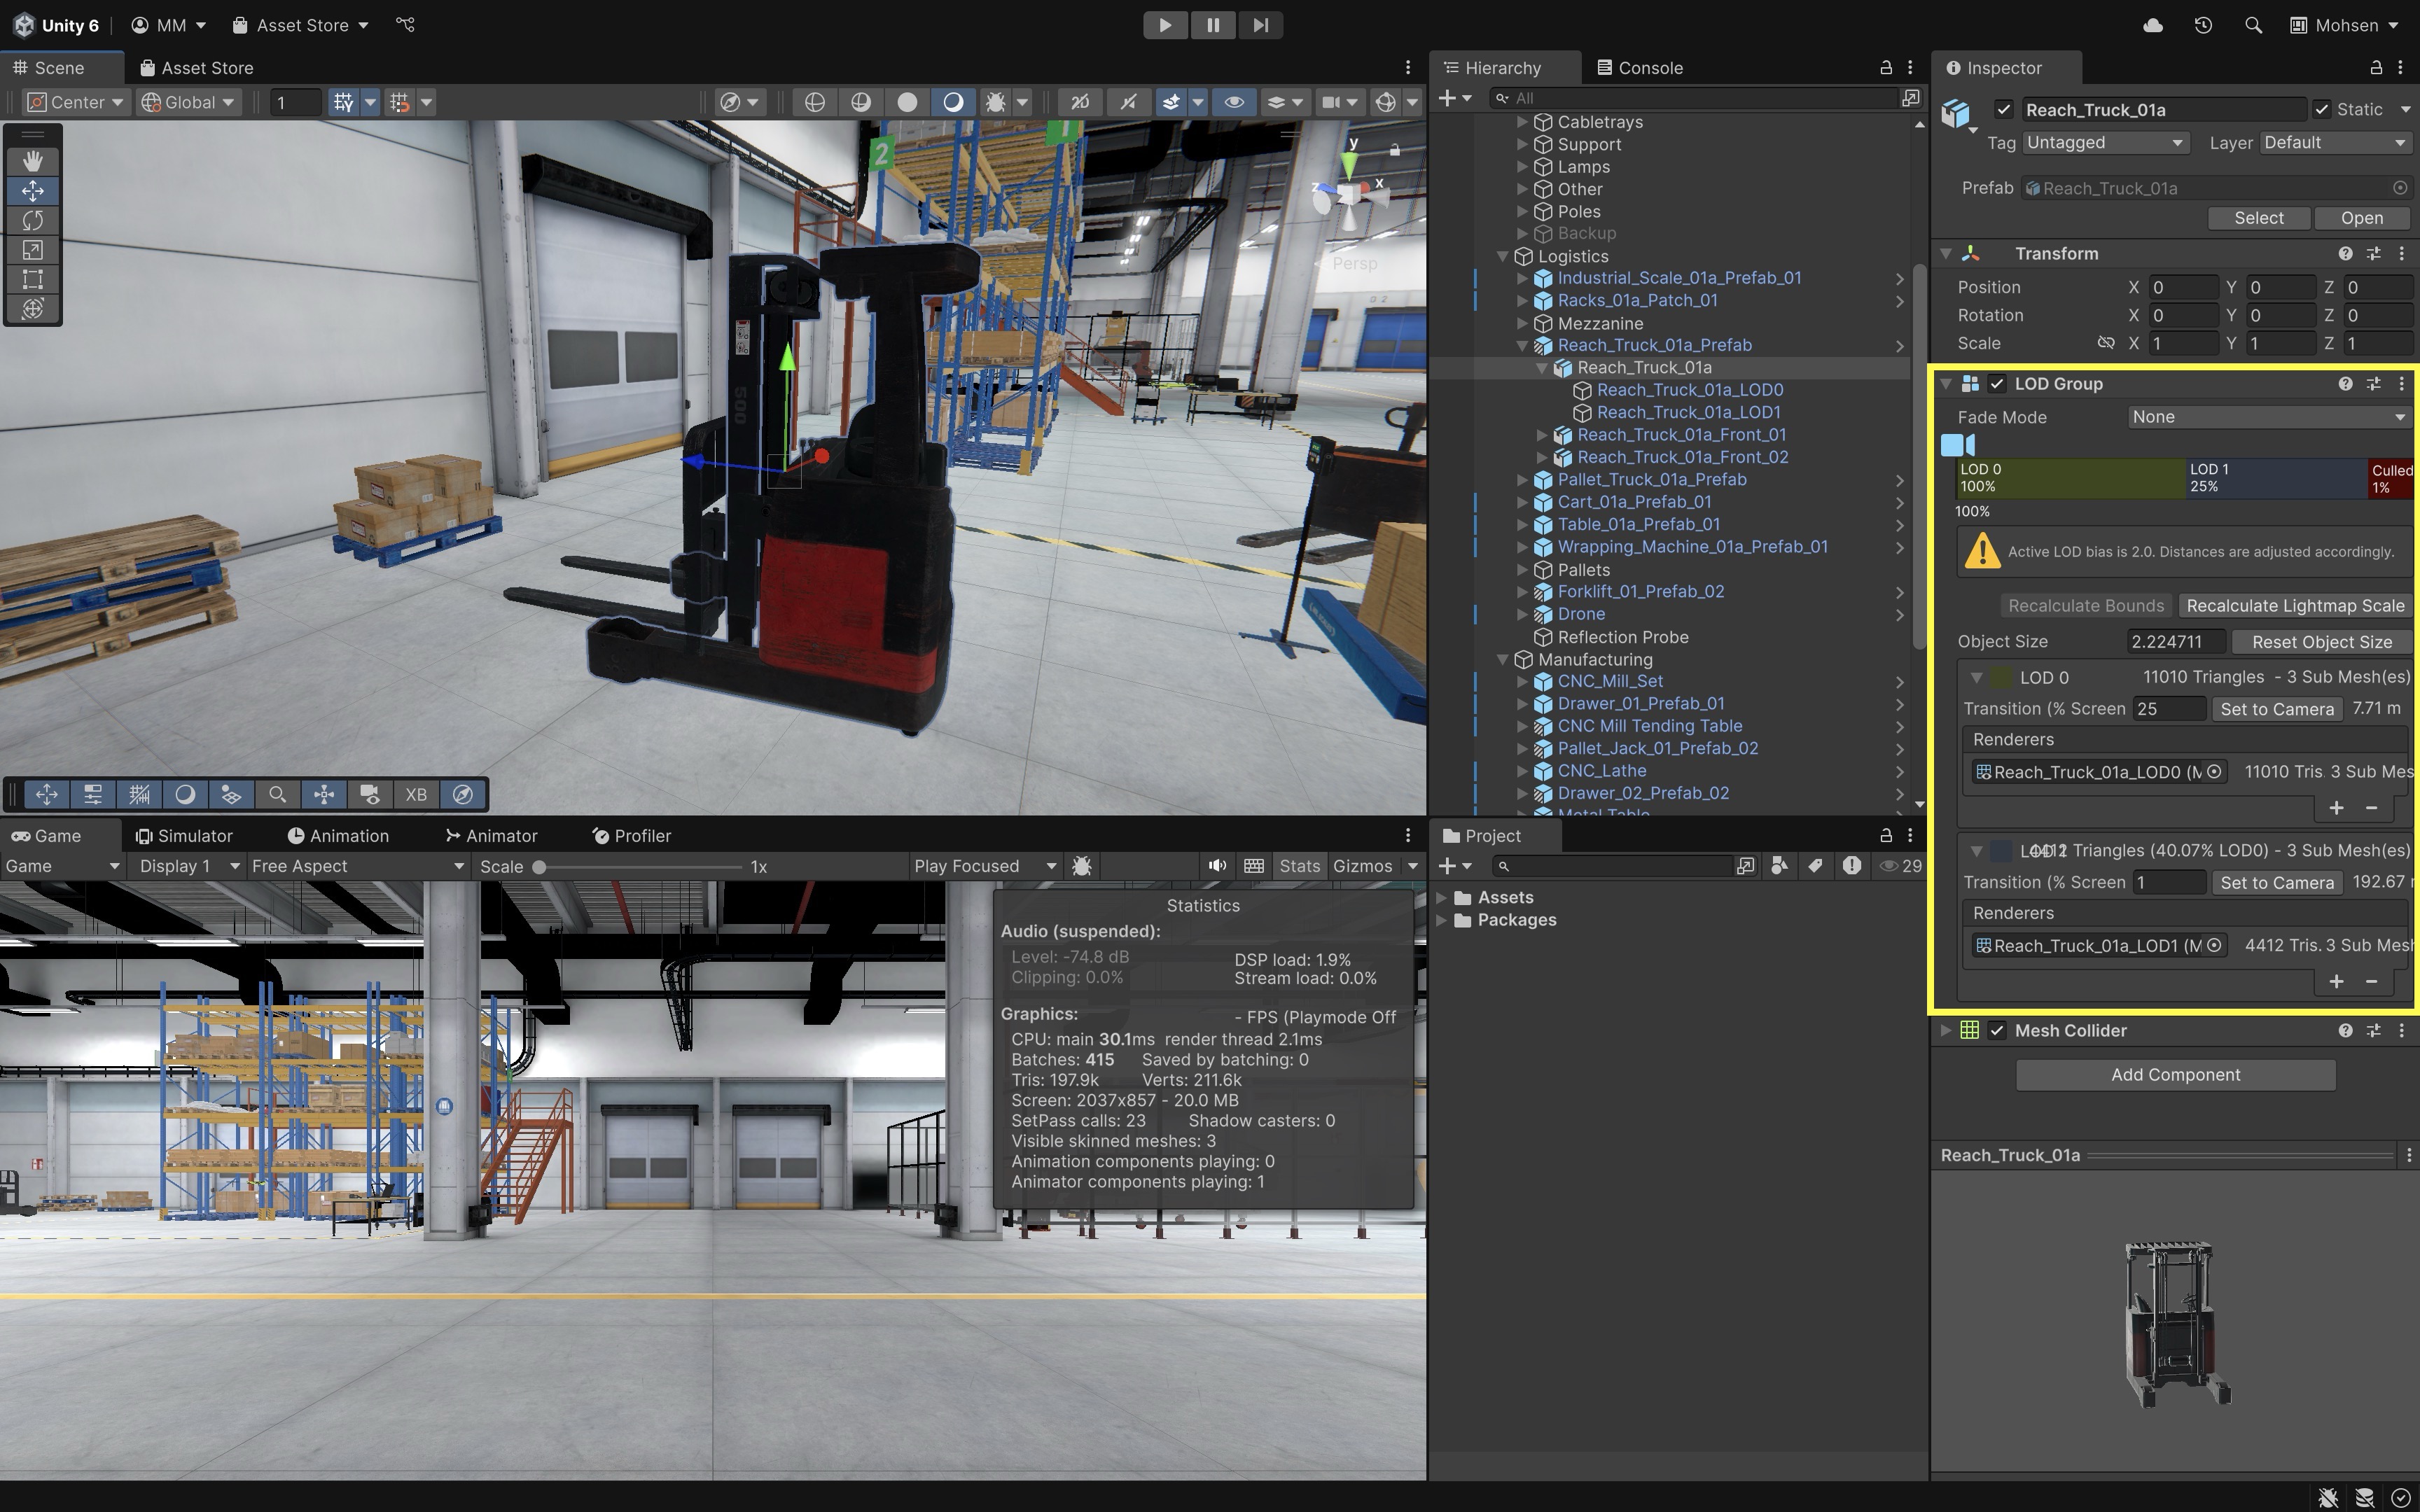 Unity 6
MM
Asset Store
Mohsen
Scene
Asset Store
Center
Global
1
2D
2
1
500
y
x
z
Persp
XB
Hierarchy
Console
All
Cabletrays
Support
Lamps
Other
Poles
Backup
Logistics
Industrial_Scale_01a_Prefab_01
Racks_01a_Patch_01
Mezzanine
Reach_Truck_01a_Prefab
Reach_Truck_01a
Reach_Truck_01a_LOD0
Reach_Truck_01a_LOD1
Reach_Truck_01a_Front_01
Reach_Truck_01a_Front_02
Pallet_Truck_01a_Prefab
Cart_01a_Prefab_01
Table_01a_Prefab_01
Wrapping_Machine_01a_Prefab_01
Pallets
Forklift_01_Prefab_02
Drone
Reflection Probe
Manufacturing
CNC_Mill_Set
Drawer_01_Prefab_01
CNC Mill Tending Table
Pallet_Jack_01_Prefab_02
CNC_Lathe
Drawer_02_Prefab_02
Metal Table
Inspector
Reach_Truck_01a
Static
Tag Untagged Layer Default
Prefab Reach_Truck_01a
Select Open
Transform
Position X 0 Y 0 Z 0
Rotation X 0 Y 0 Z 0
Scale X 1 Y 1 Z 1
LOD Group
Fade Mode None
LOD 0 LOD 1 Culled
100% 25% 1%
100%
Active LOD bias is 2.0. Distances are adjusted accordingly.
Recalculate Bounds Recalculate Lightmap Scale
Object Size 2.224711 Reset Object Size
LOD 0 11010 Triangles - 3 Sub Mesh(es)
Transition (% Screen 25 Set to Camera 7.71 m
Renderers
Reach_Truck_01a_LOD0 (M 11010 Tris. 3 Sub Mes
LOD 1 4412 Triangles (40.07% LOD0) - 3 Sub Mesh(es)
Transition (% Screen 1 Set to Camera 192.67
Renderers
Reach_Truck_01a_LOD1 (M 4412 Tris. 3 Sub Mesh
Mesh Collider
Add Component
Reach_Truck_01a
Game
Simulator
Animation
Animator
Profiler
Game Display 1 Free Aspect Scale 1x Play Focused Stats Gizmos
Statistics
Audio (suspended):
Level: -74.8 dB DSP load: 1.9%
Clipping: 0.0% Stream load: 0.0%
Graphics: - FPS (Playmode Off
CPU: main 30.1ms render thread 2.1ms
Batches: 415 Saved by batching: 0
Tris: 197.9k Verts: 211.6k
Screen: 2037x857 - 20.0 MB
SetPass calls: 23 Shadow casters: 0
Visible skinned meshes: 3
Animation components playing: 0
Animator components playing: 1
Project
29
Assets
Packages